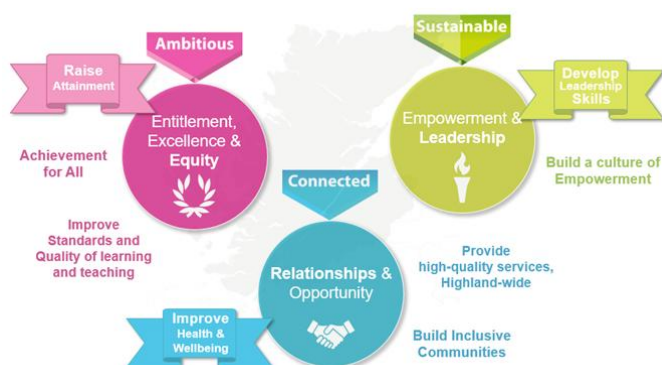 Ambitious
Raise
Attainment
Entitlement,
Excellence &
Equity
Achievement
for All
Improve
Standards and
Quality of learning
and teaching
Sustainable
Develop
Leadership
Skills
Empowerment &
Leadership
Build a culture of
Empowerment
Connected
Relationships &
Opportunity
Provide
high-quality services,
Highland-wide
Improve
Health &
Wellbeing
Build Inclusive
Communities